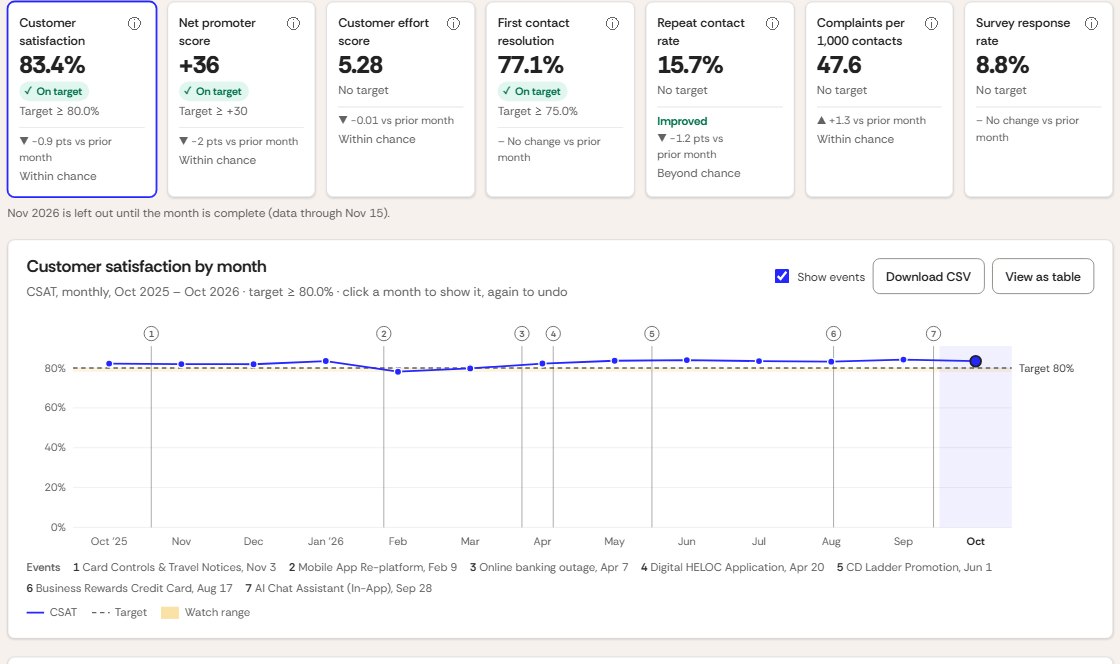 Customer satisfaction
83.4%
✓ On target
Target ≥ 80.0%
▼ −0.9 pts vs prior month
Within chance
Net promoter score
+36
✓ On target
Target ≥ +30
▼ −2 pts vs prior month
Within chance
Customer effort score
5.28
No target
▼ −0.01 vs prior month
Within chance
First contact resolution
77.1%
✓ On target
Target ≥ 75.0%
– No change vs prior month
Repeat contact rate
15.7%
No target
Improved
▼ −1.2 pts vs prior month
Beyond chance
Complaints per 1,000 contacts
47.6
No target
▲ +1.3 vs prior month
Within chance
Survey response rate
8.8%
No target
– No change vs prior month
Nov 2026 is left out until the month is complete (data through Nov 15).
Customer satisfaction by month
CSAT, monthly, Oct 2025 – Oct 2026 · target ≥ 80.0% · click a month to show it, again to undo
Show events
Download CSV
View as table
1 2 3 4 5 6 7
80%
Target 80%
60%
40%
20%
0%
Oct '25 Nov Dec Jan '26 Feb Mar Apr May Jun Jul Aug Sep Oct
Events 1 Card Controls & Travel Notices, Nov 3 2 Mobile App Re-platform, Feb 9 3 Online banking outage, Apr 7 4 Digital HELOC Application, Apr 20 5 CD Ladder Promotion, Jun 1
6 Business Rewards Credit Card, Aug 17 7 AI Chat Assistant (In-App), Sep 28
CSAT Target Watch range